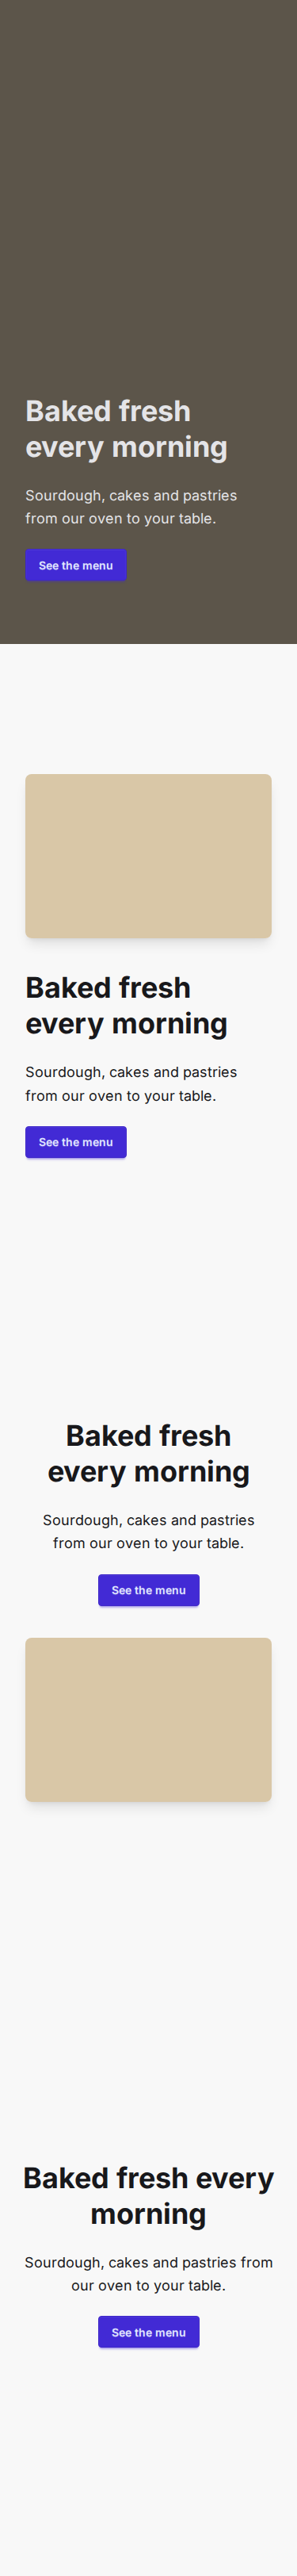 Baked fresh
every morning
Sourdough, cakes and pastries
from our oven to your table.
See the menu
Baked fresh
every morning
Sourdough, cakes and pastries
from our oven to your table.
See the menu
Baked fresh
every morning
Sourdough, cakes and pastries
from our oven to your table.
See the menu
Baked fresh every
morning
Sourdough, cakes and pastries from
our oven to your table.
See the menu